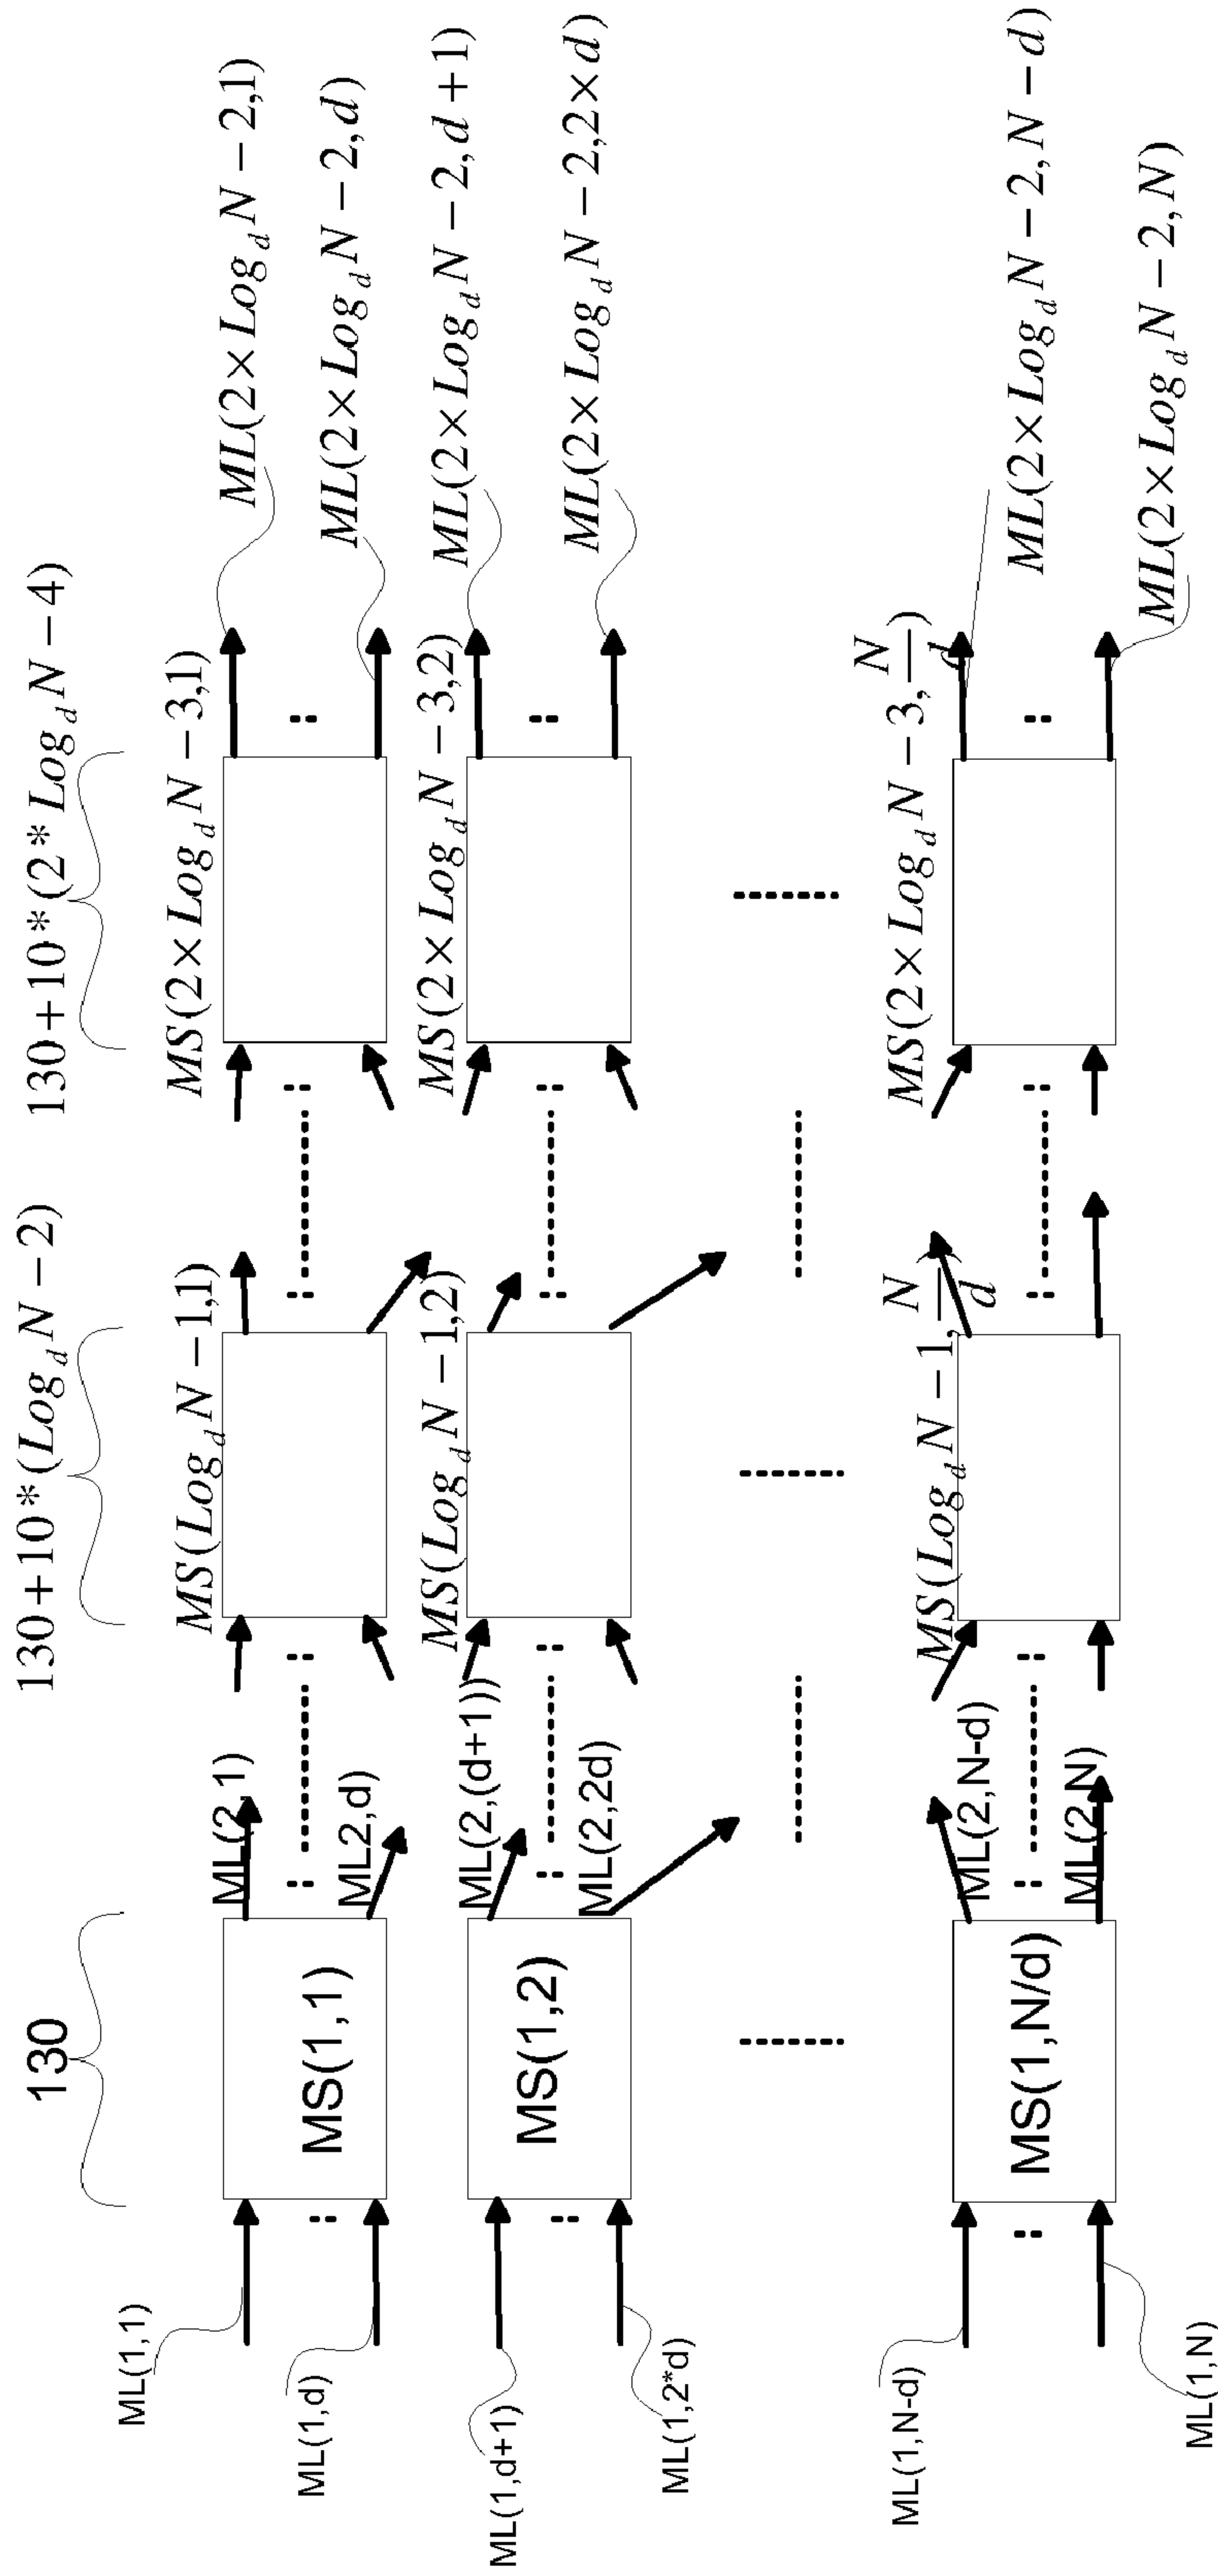 130
130+10*(Log_d N−2)
130+10*(2*Log_d N−4)
ML(1,1)
ML(1,d)
MS(1,1)
ML(2,1)
ML2,d)
MS(Log_d N−1,1)
MS(2×Log_d N−3,1)
ML(2×Log_d N−2,1)
ML(2×Log_d N−2,d)
ML(1,d+1)
ML(1,2*d)
MS(1,2)
ML(2,(d+1))
ML(2,2d)
MS(Log_d N−1,2)
MS(2×Log_d N−3,2)
ML(2×Log_d N−2,d+1)
ML(2×Log_d N−2,2×d)
ML(1,N-d)
ML(1,N)
MS(1,N/d)
ML(2,N-d)
ML(2,N)
MS(Log_d N−1,N/d)
MS(2×Log_d N−3,N/d)
ML(2×Log_d N−2,N−d)
ML(2×Log_d N−2,N)